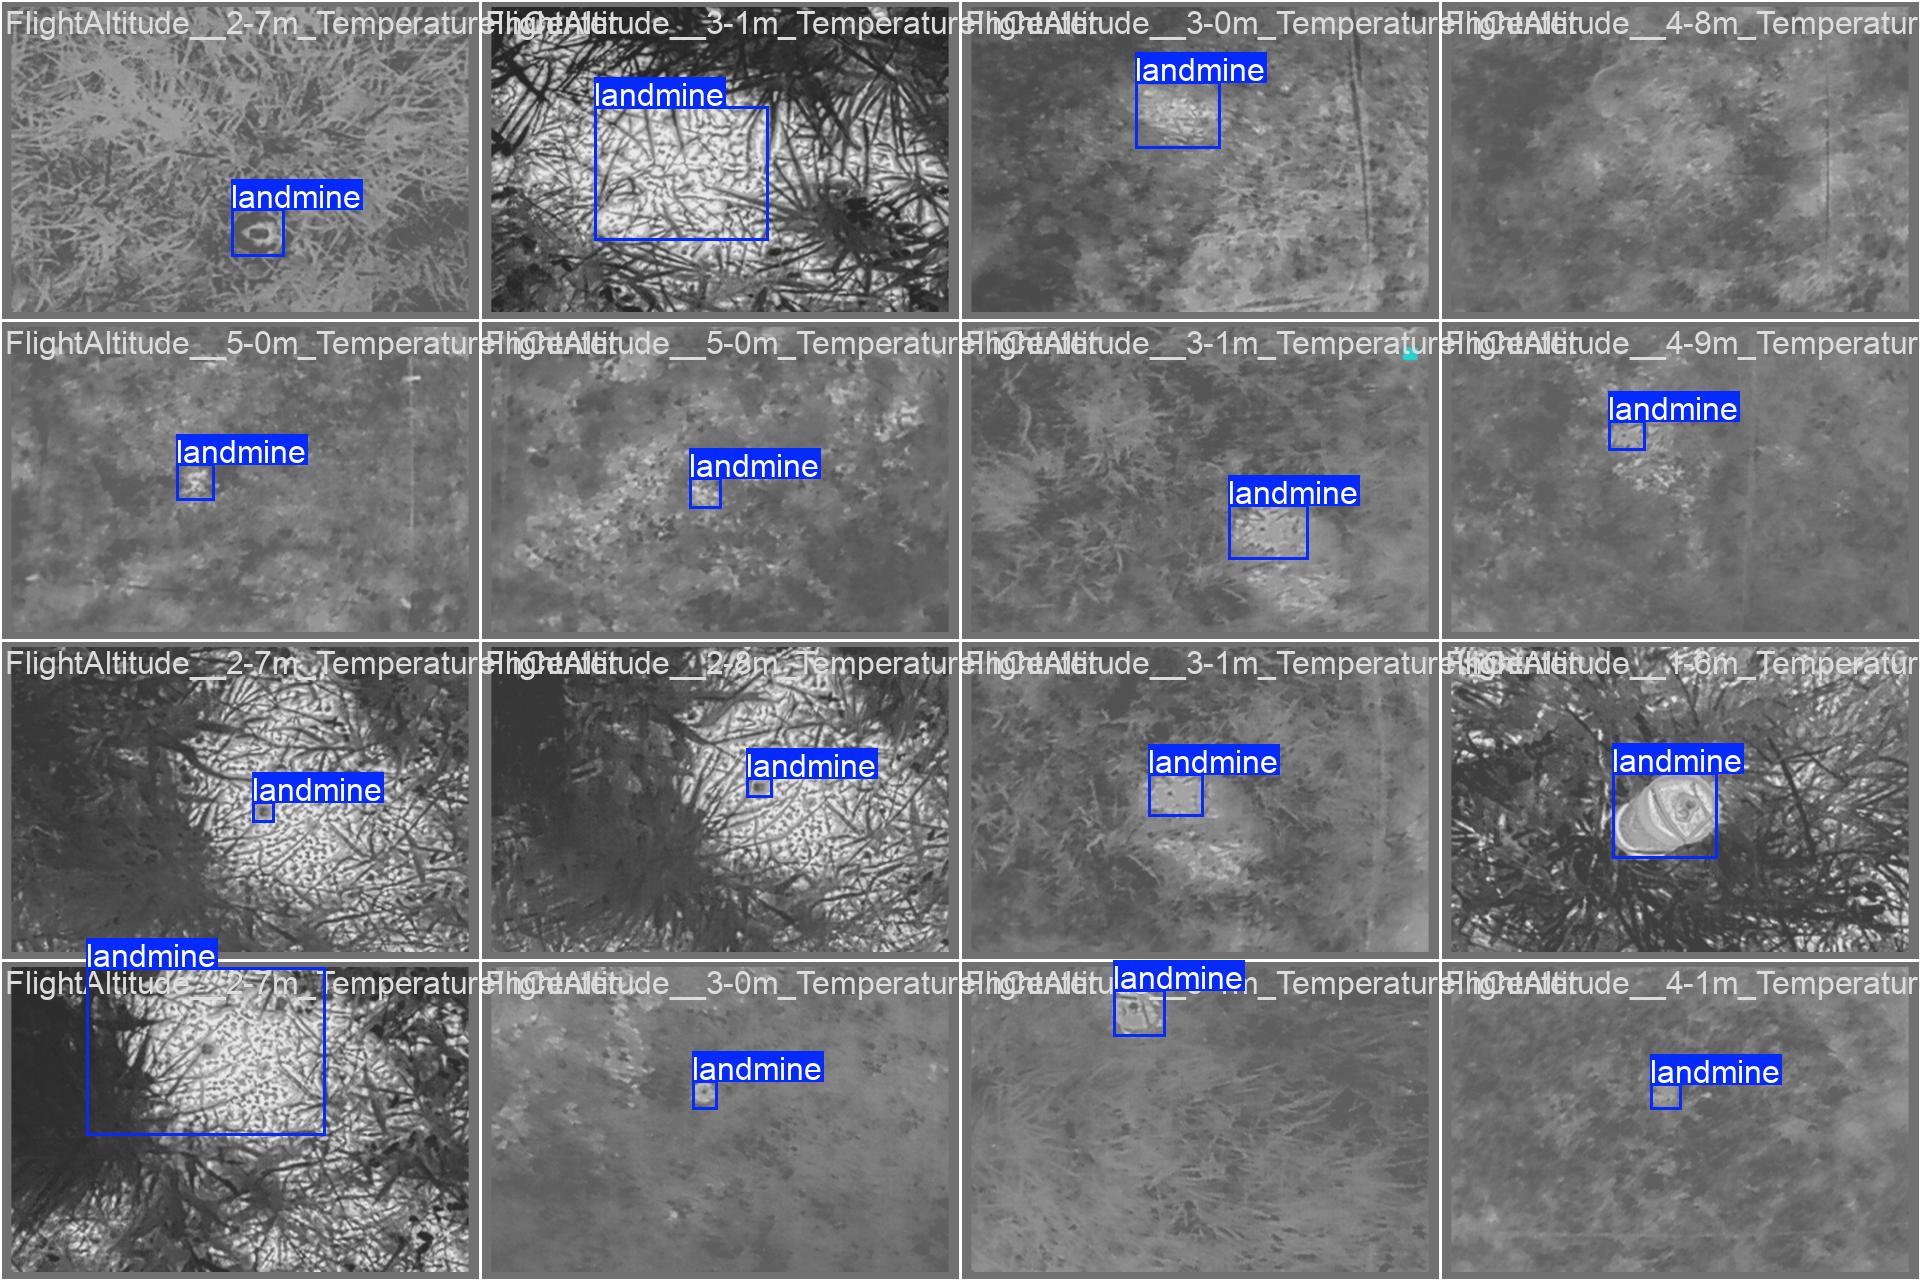 FlightAltitude__2-7m_Temperature
FlightAltitude__3-1m_Temperature
FlightAltitude__3-0m_Temperature
FlightAltitude__4-8m_Temperatur
landmine
landmine
landmine
FlightAltitude__5-0m_Temperature
FlightAltitude__5-0m_Temperature
FlightAltitude__3-1m_Temperature
FlightAltitude__4-9m_Temperatur
landmine
landmine
landmine
landmine
FlightAltitude__2-7m_Temperature
FlightAltitude__2-8m_Temperature
FlightAltitude__3-1m_Temperature
FlightAltitude__1-6m_Temperatur
landmine
landmine
landmine
landmine
landmine
FlightAltitude__2-7m_Temperature
FlightAltitude__3-0m_Temperature
landmine
FlightAltitude__4-1m_Temperatur
landmine
landmine